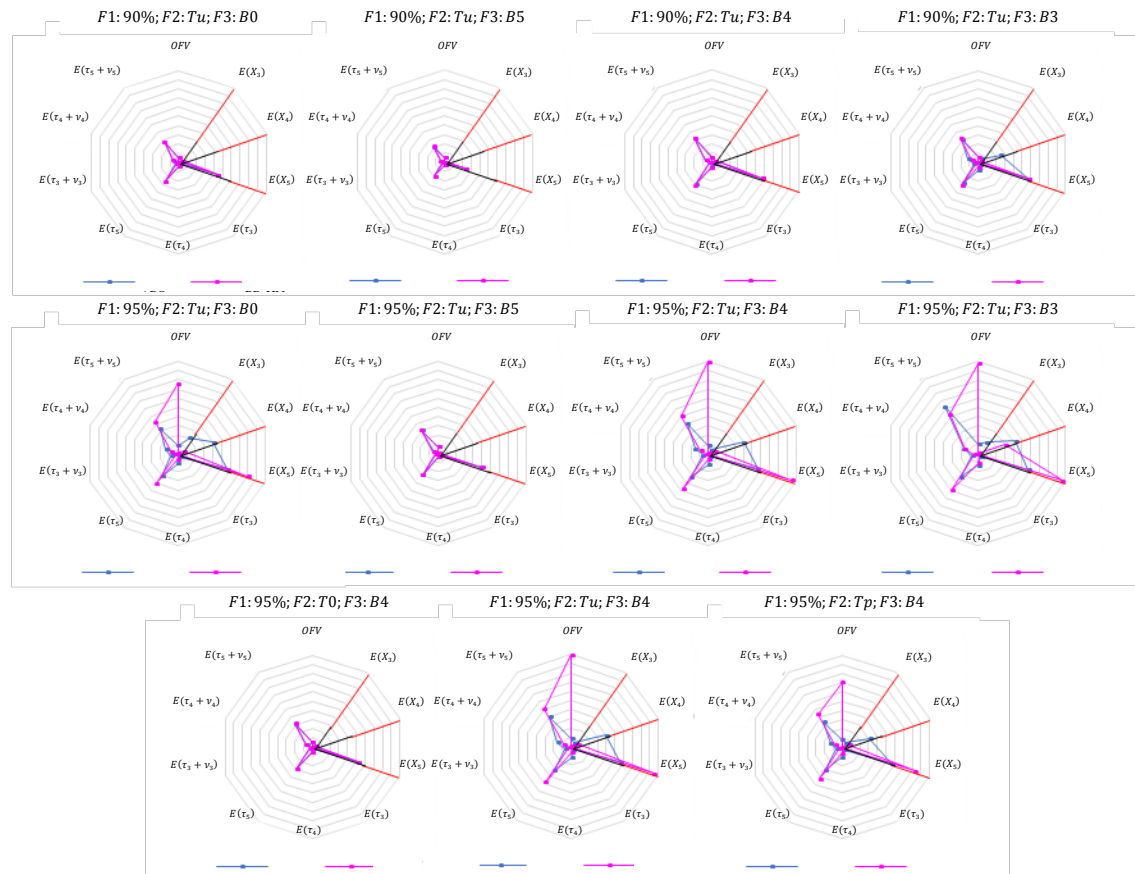 F1: 90%; F2: Tu; F3: B0
F1: 90%; F2: Tu; F3: B5
F1: 90%; F2: Tu; F3: B4
F1: 90%; F2: Tu; F3: B3
OFV
E(X₃)
E(X₄)
E(X₅)
E(τ₃)
E(τ₄)
E(τ₅)
E(τ₃ + ν₃)
E(τ₄ + ν₄)
E(τ₅ + ν₅)
OFV
E(X₃)
E(X₄)
E(X₅)
E(τ₃)
E(τ₄)
E(τ₅)
E(τ₃ + ν₃)
E(τ₄ + ν₄)
E(τ₅ + ν₅)
OFV
E(X₃)
E(X₄)
E(X₅)
E(τ₃)
E(τ₄)
E(τ₅)
E(τ₃ + ν₃)
E(τ₄ + ν₄)
E(τ₅ + ν₅)
OFV
E(X₃)
E(X₄)
E(X₅)
E(τ₃)
E(τ₄)
E(τ₅)
E(τ₃ + ν₃)
E(τ₄ + ν₄)
E(τ₅ + ν₅)
F1: 95%; F2: Tu; F3: B0
F1: 95%; F2: Tu; F3: B5
F1: 95%; F2: Tu; F3: B4
F1: 95%; F2: Tu; F3: B3
OFV
E(X₃)
E(X₄)
E(X₅)
E(τ₃)
E(τ₄)
E(τ₅)
E(τ₃ + ν₃)
E(τ₄ + ν₄)
E(τ₅ + ν₅)
OFV
E(X₃)
E(X₄)
E(X₅)
E(τ₃)
E(τ₄)
E(τ₅)
E(τ₃ + ν₃)
E(τ₄ + ν₄)
E(τ₅ + ν₅)
OFV
E(X₃)
E(X₄)
E(X₅)
E(τ₃)
E(τ₄)
E(τ₅)
E(τ₃ + ν₃)
E(τ₄ + ν₄)
E(τ₅ + ν₅)
OFV
E(X₃)
E(X₄)
E(X₅)
E(τ₃)
E(τ₄)
E(τ₅)
E(τ₃ + ν₃)
E(τ₄ + ν₄)
E(τ₅ + ν₅)
F1: 95%; F2: T0; F3: B4
F1: 95%; F2: Tu; F3: B4
F1: 95%; F2: Tp; F3: B4
OFV
E(X₃)
E(X₄)
E(X₅)
E(τ₃)
E(τ₄)
E(τ₅)
E(τ₃ + ν₃)
E(τ₄ + ν₄)
E(τ₅ + ν₅)
OFV
E(X₃)
E(X₄)
E(X₅)
E(τ₃)
E(τ₄)
E(τ₅)
E(τ₃ + ν₃)
E(τ₄ + ν₄)
E(τ₅ + ν₅)
OFV
E(X₃)
E(X₄)
E(X₅)
E(τ₃)
E(τ₄)
E(τ₅)
E(τ₃ + ν₃)
E(τ₄ + ν₄)
E(τ₅ + ν₅)